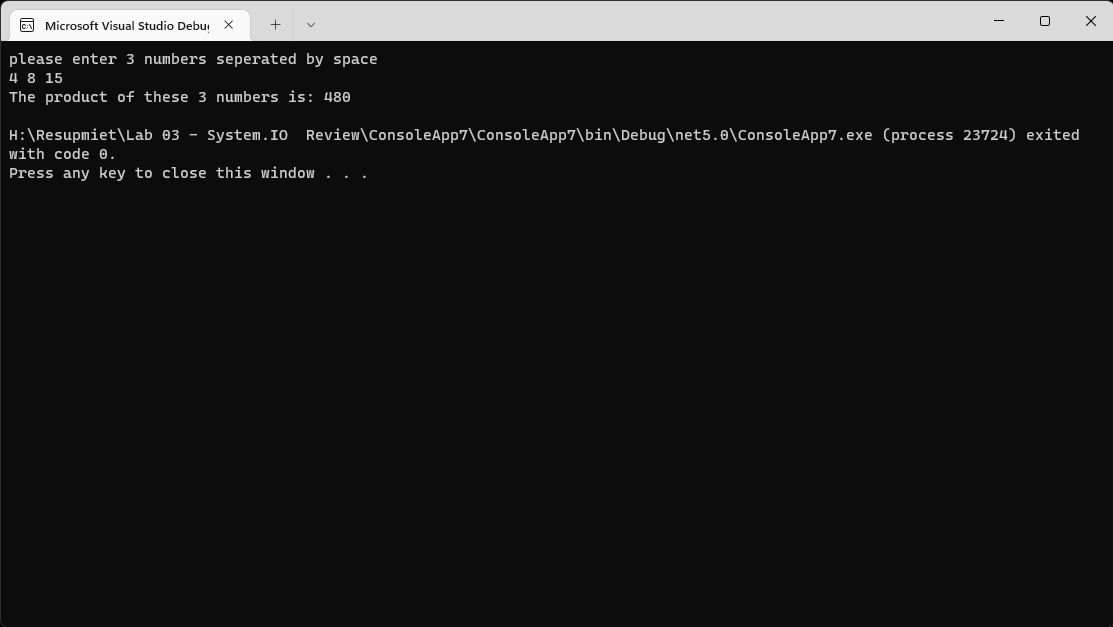 Microsoft Visual Studio Debug
please enter 3 numbers seperated by space
4 8 15
The product of these 3 numbers is: 480
H:\Resupmiet\Lab 03 - System.IO  Review\ConsoleApp7\ConsoleApp7\bin\Debug\net5.0\ConsoleApp7.exe (process 23724) exited
with code 0.
Press any key to close this window . . .